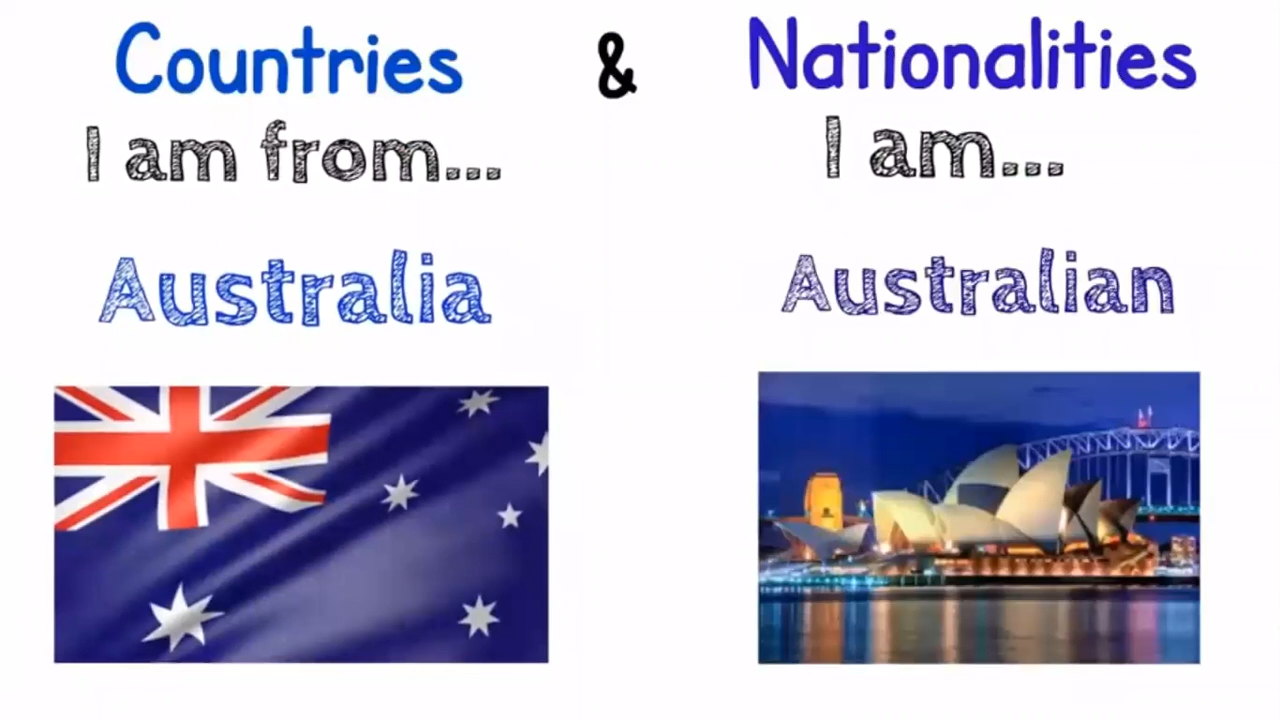 Countries & Nationalities
I am from... I am...
Australia Australian